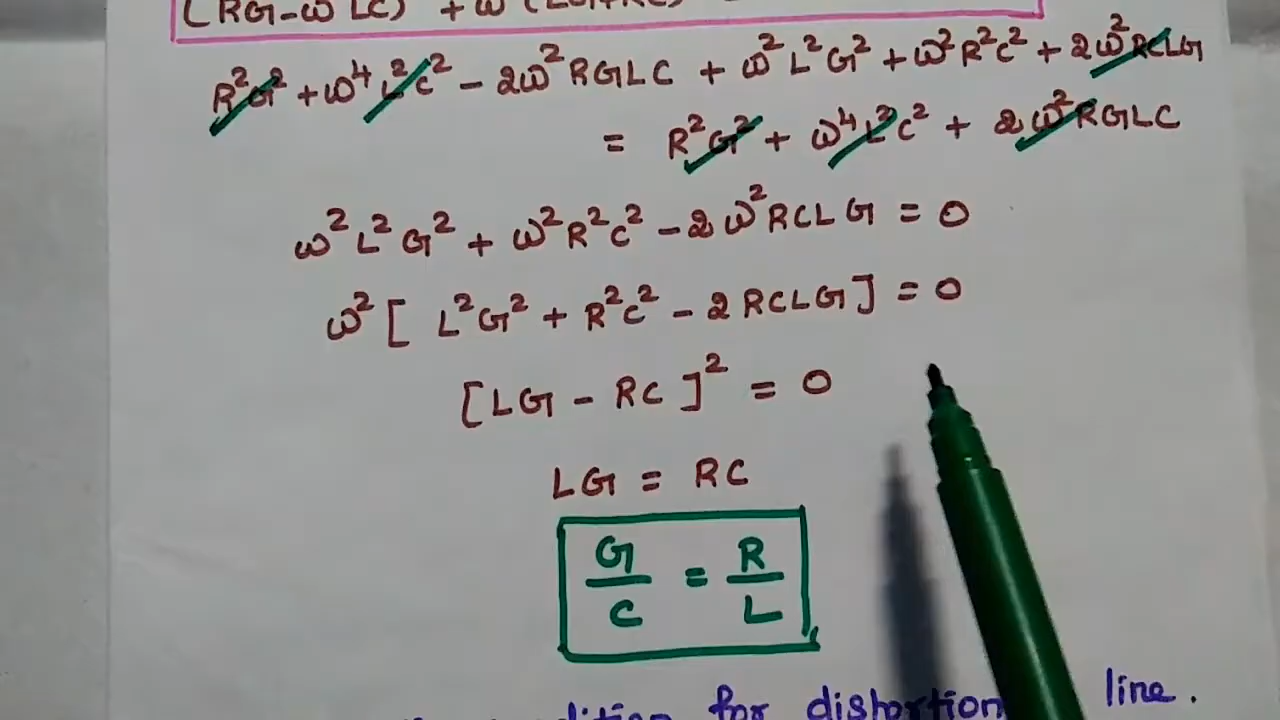 (RG-ω LC) + ω (LG+RC)
R²G² + ω⁴L²C² - 2ω²RGLC + ω²L²G² + ω²R²C² + 2ω²RCLG
= R²G² + ω⁴L²C² + 2ω²RGLC
ω²L²G² + ω²R²C² - 2ω²RCLG = 0
ω² [ L²G² + R²C² - 2RCLG ] = 0
[LG - RC]² = 0
LG = RC
G/C = R/L
for distortion line.